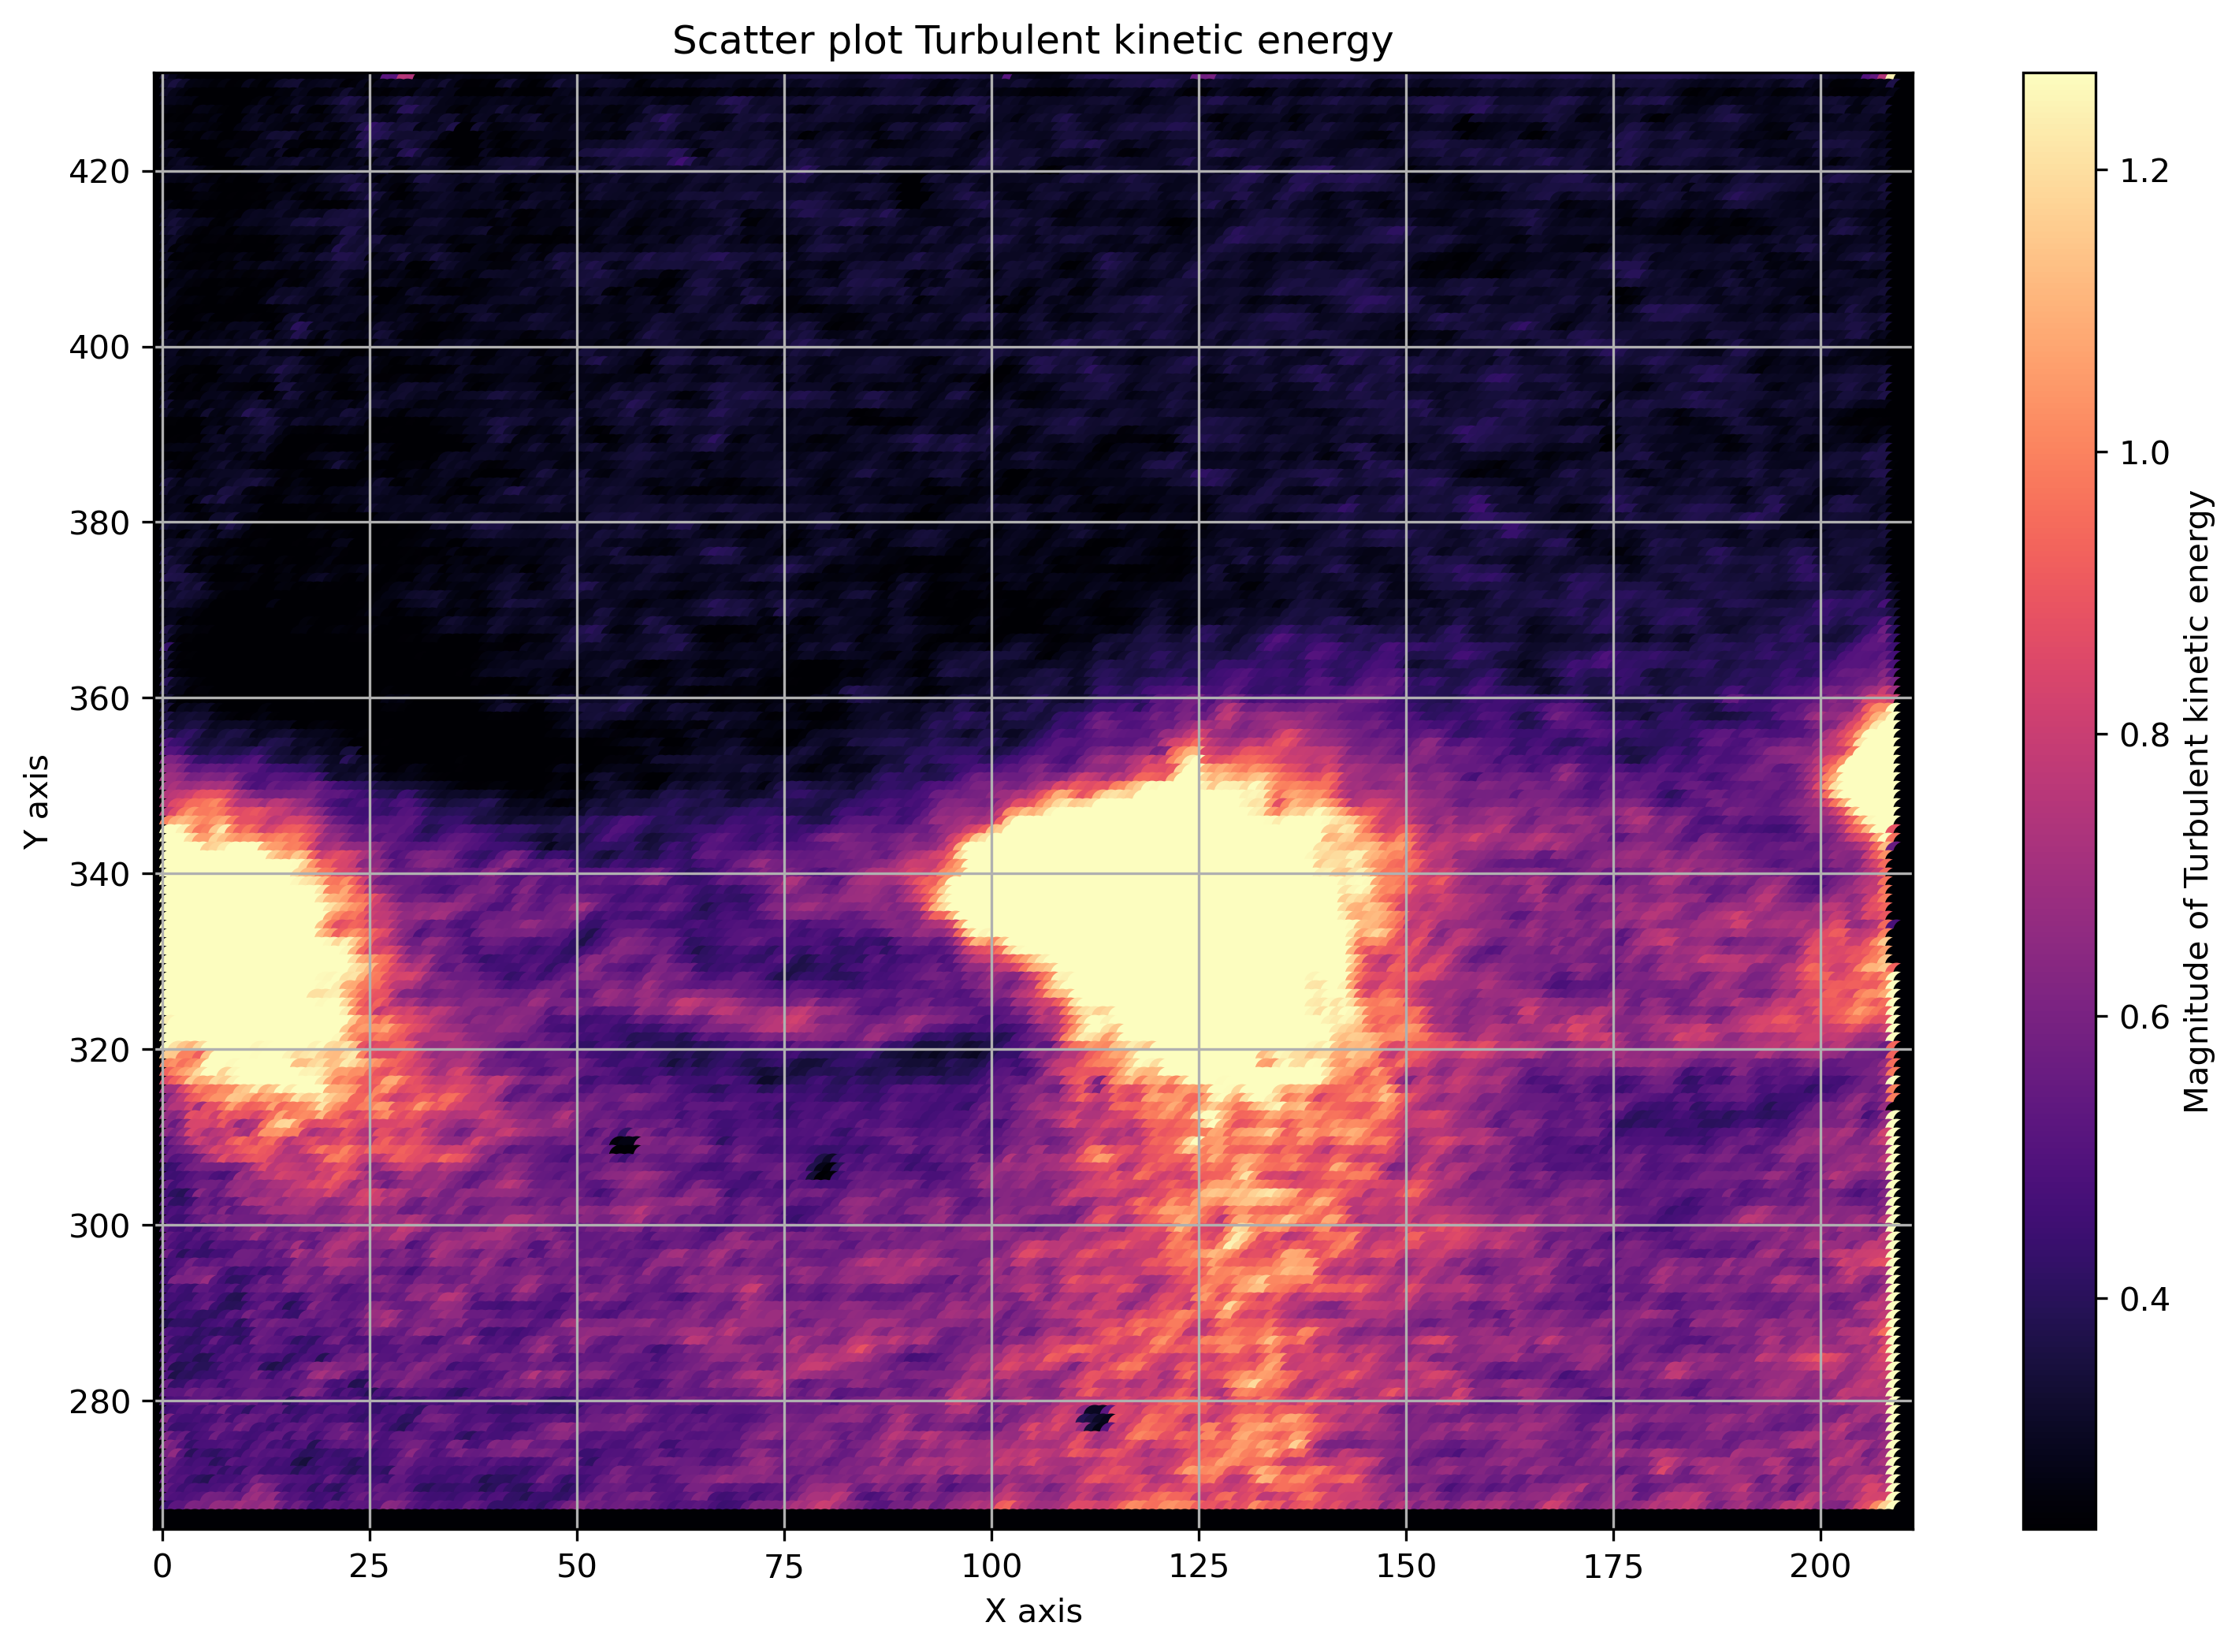 Scatter plot Turbulent kinetic energy
Y axis
420
400
380
360
340
320
300
280
0 25 50 75 100 125 150 175 200
X axis
1.2
1.0
0.8
0.6
0.4
Magnitude of Turbulent kinetic energy